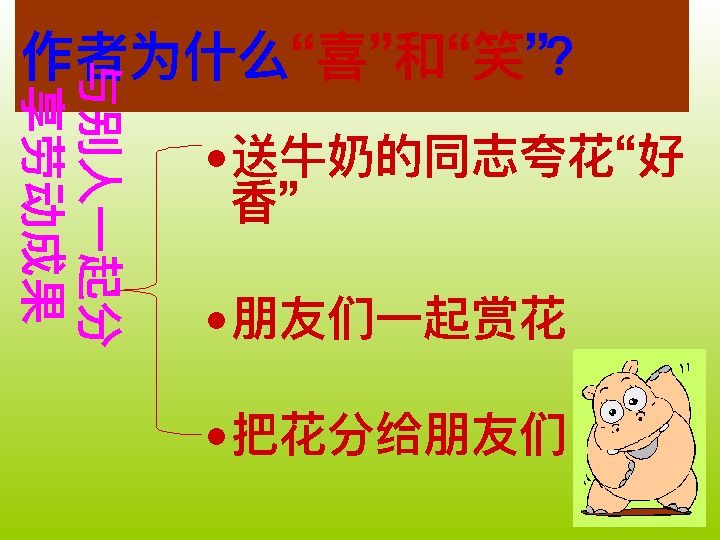 作者为什么“喜”和“笑”?
与别人一起分
享劳动成果
•送牛奶的同志夸花“好
香”
•朋友们一起赏花
•把花分给朋友们